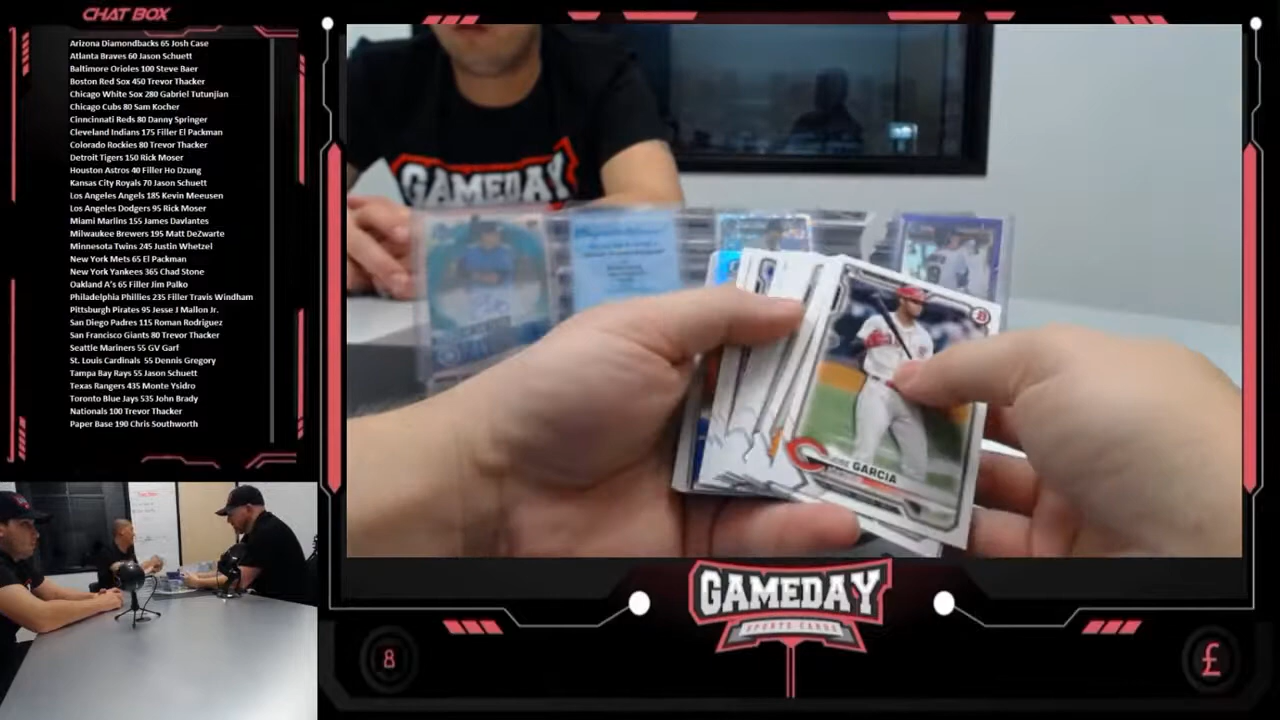 CHAT BOX
Arizona Diamondbacks 65 Josh Case
Atlanta Braves 60 Jason Schuett
Baltimore Orioles 100 Steve Baer
Boston Red Sox 450 Trevor Thacker
Chicago White Sox 280 Gabriel Tutunjian
Chicago Cubs 80 Sam Kocher
Cinncinnati Reds 80 Danny Springer
Cleveland Indians 175 Filler El Packman
Colorado Rockies 80 Trevor Thacker
Detroit Tigers 150 Rick Moser
Houston Astros 40 Filler Ho Dzung
Kansas City Royals 70 Jason Schuett
Los Angeles Angels 185 Kevin Meeusen
Los Angeles Dodgers 95 Rick Moser
Miami Marlins 155 James Davlantes
Milwaukee Brewers 195 Matt DeZwarte
Minnesota Twins 245 Justin Whetzel
New York Mets 65 El Packman
New York Yankees 365 Chad Stone
Oakland A's 65 Filler Jim Palko
Philadelphia Phillies 235 Filler Travis Windham
Pittsburgh Pirates 95 Jesse J Mallon Jr.
San Diego Padres 115 Roman Rodriguez
San Francisco Giants 80 Trevor Thacker
Seattle Mariners 55 GV Garf
St. Louis Cardinals 55 Dennis Gregory
Tampa Bay Rays 55 Jason Schuett
Texas Rangers 435 Monte Ysidro
Toronto Blue Jays 535 John Brady
Nationals 100 Trevor Thacker
Paper Base 190 Chris Southworth
GAMEDAY
GARCIA
GAMEDAY
SPORTS CARDS
8
£